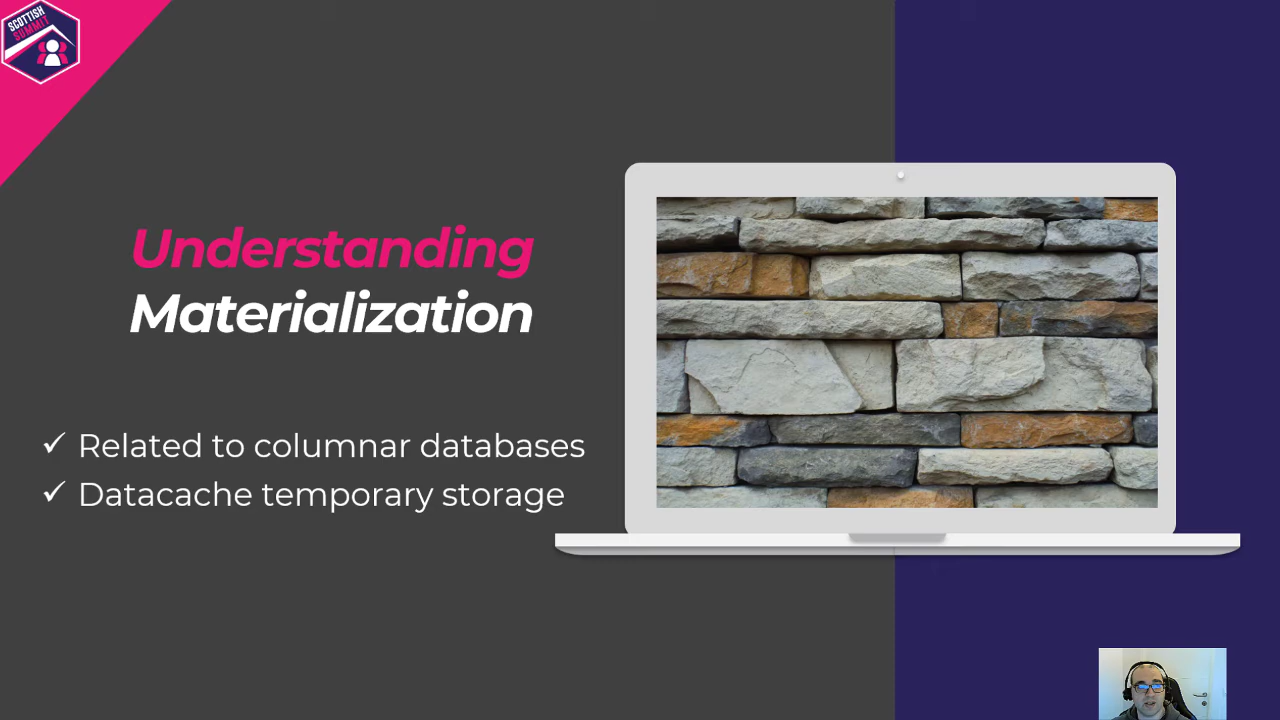 SCOTTISH
SUMMIT
Understanding
Materialization
✓ Related to columnar databases
✓ Datacache temporary storage